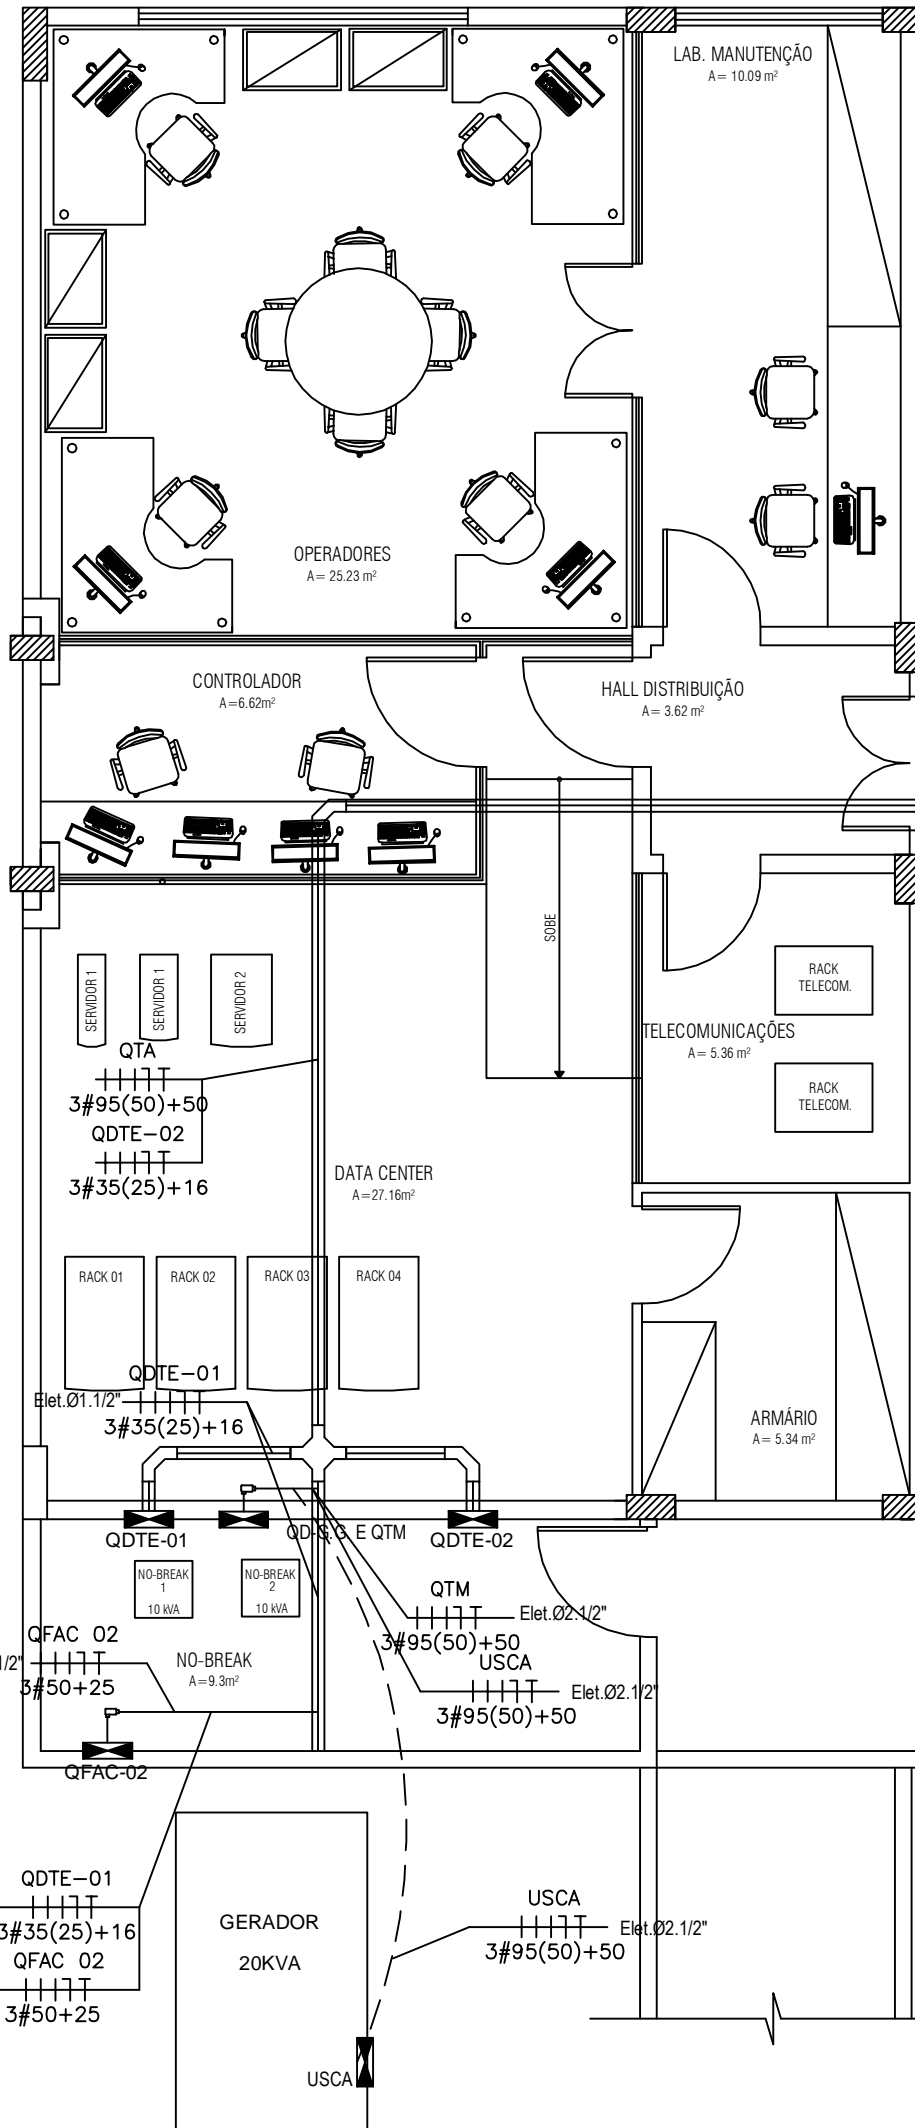 LAB. MANUTENÇÃO
A= 10.09 m²
OPERADORES
A= 25.23 m²
CONTROLADOR
A=6.62m²
HALL DISTRIBUIÇÃO
A= 3.62 m²
SOBE
SERVIDOR 1
SERVIDOR 1
SERVIDOR 2
RACK
TELECOM.
TELECOMUNICAÇÕES
A= 5.36 m²
RACK
TELECOM.
QTA
3#95(50)+50
QDTE-02
3#35(25)+16
DATA CENTER
A=27.16m²
RACK 01
RACK 02
RACK 03
RACK 04
QDTE-01
Elet.Ø1.1/2"
3#35(25)+16
ARMÁRIO
A= 5.34 m²
QDTE-01
QD-G.G. E QTM
QDTE-02
NO-BREAK
1
10 kVA
NO-BREAK
2
10 kVA
QTM
Elet.Ø2.1/2"
3#95(50)+50
QFAC 02
1/2"
3#50+25
NO-BREAK
A=9.3m²
USCA
Elet.Ø2.1/2"
3#95(50)+50
QFAC-02
QDTE-01
3#35(25)+16
QFAC 02
3#50+25
GERADOR
20KVA
USCA
Elet.Ø2.1/2"
3#95(50)+50
USCA